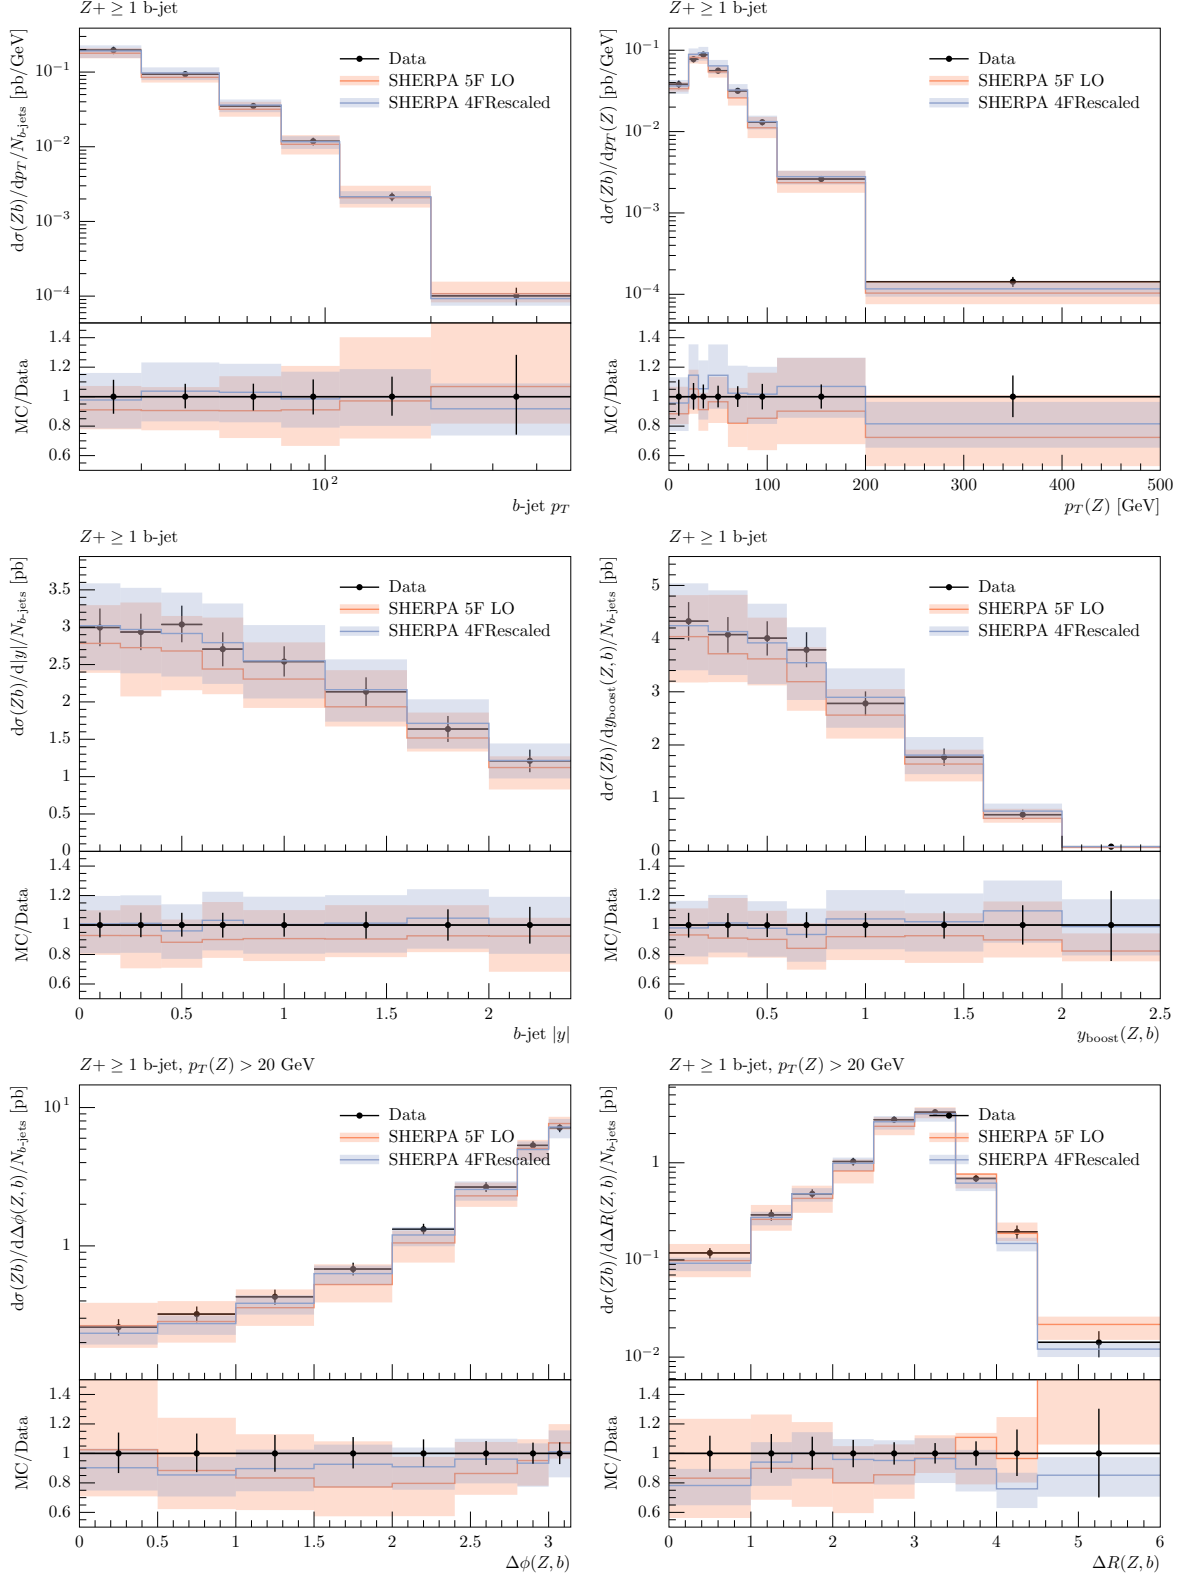 Z+ ≥ 1 b-jet
dσ(Zb)/dp_T/N_{b-jets} [pb/GeV]
10^{−1}
10^{−2}
10^{−3}
10^{−4}
Data
SHERPA 5F LO
SHERPA 4FRescaled
MC/Data
1.4
1.2
1
0.8
0.6
10^2
b-jet p_T
Z+ ≥ 1 b-jet
dσ(Zb)/dp_T(Z) [pb/GeV]
10^{−1}
10^{−2}
10^{−3}
10^{−4}
Data
SHERPA 5F LO
SHERPA 4FRescaled
MC/Data
1.4
1.2
1
0.8
0.6
0 100 200 300 400 500
p_T(Z) [GeV]
Z+ ≥ 1 b-jet
dσ(Zb)/d|y|/N_{b-jets} [pb]
3.5
3
2.5
2
1.5
1
0.5
0
Data
SHERPA 5F LO
SHERPA 4FRescaled
MC/Data
1.4
1.2
1
0.8
0.6
0 0.5 1 1.5 2
b-jet |y|
Z+ ≥ 1 b-jet
dσ(Zb)/dy_{boost}(Z, b)/N_{b-jets} [pb]
5
4
3
2
1
0
Data
SHERPA 5F LO
SHERPA 4FRescaled
MC/Data
1.4
1.2
1
0.8
0.6
0 0.5 1 1.5 2 2.5
y_{boost}(Z, b)
Z+ ≥ 1 b-jet, p_T(Z) > 20 GeV
dσ(Zb)/dΔϕ(Z, b)/N_{b-jets} [pb]
10^1
1
Data
SHERPA 5F LO
SHERPA 4FRescaled
MC/Data
1.4
1.2
1
0.8
0.6
0 0.5 1 1.5 2 2.5 3
Δϕ(Z, b)
Z+ ≥ 1 b-jet, p_T(Z) > 20 GeV
dσ(Zb)/dΔR(Z, b)/N_{b-jets} [pb]
1
10^{−1}
10^{−2}
Data
SHERPA 5F LO
SHERPA 4FRescaled
MC/Data
1.4
1.2
1
0.8
0.6
0 1 2 3 4 5 6
ΔR(Z, b)